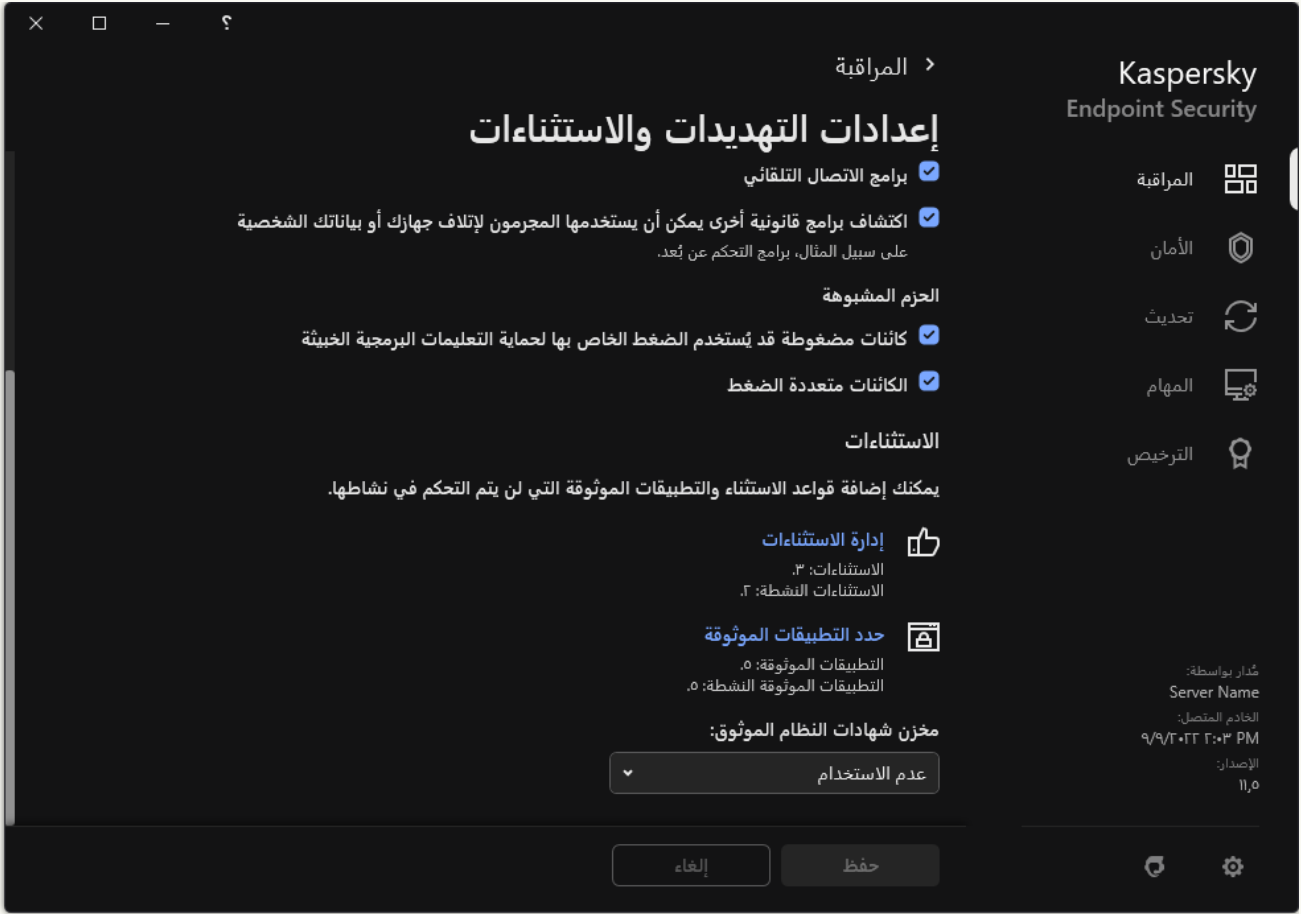 ؟
Kaspersky
Endpoint Security
المراقبة
الأمان
تحديث
المهام
الترخيص
مُدار بواسطة:
Server Name
الخادم المتصل:
٩/٩/٢٠٢٢ ٢:٠٣ PM
الإصدار:
١١,٥
المراقبة
إعدادات التهديدات والاستثناءات
برامج الاتصال التلقائي
اكتشاف برامج قانونية أخرى يمكن أن يستخدمها المجرمون لإتلاف جهازك أو بياناتك الشخصية
على سبيل المثال، برامج التحكم عن بُعد.
الحزم المشبوهة
كائنات مضغوطة قد يُستخدم الضغط الخاص بها لحماية التعليمات البرمجية الخبيثة
الكائنات متعددة الضغط
الاستثناءات
يمكنك إضافة قواعد الاستثناء والتطبيقات الموثوقة التي لن يتم التحكم في نشاطها.
إدارة الاستثناءات
الاستثناءات: ٣.
الاستثناءات النشطة: ٢.
حدد التطبيقات الموثوقة
التطبيقات الموثوقة: ٥.
التطبيقات الموثوقة النشطة: ٥.
مخزن شهادات النظام الموثوق:
عدم الاستخدام
حفظ
إلغاء